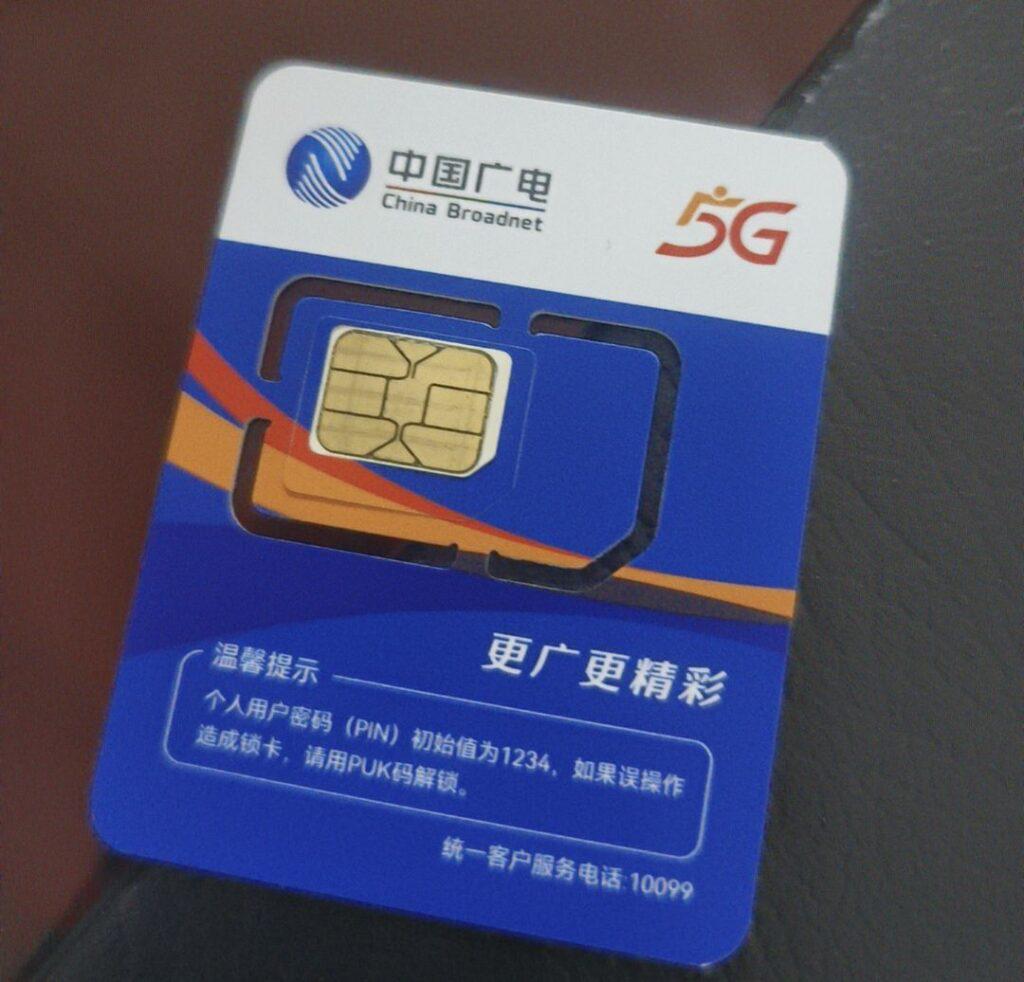 中国广电
China Broadnet
5G
更广更精彩
温馨提示
个人用户密码（PIN）初始值为1234，如果误操作
造成锁卡，请用PUK码解锁。
统一客户服务电话:10099